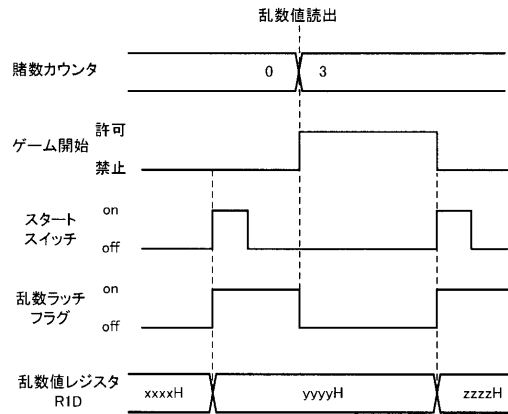 乱数値読出
賭数カウンタ
0
3
ゲーム開始
許可
禁止
スタート
スイッチ
on
off
乱数ラッチ
フラグ
on
off
乱数値レジスタ
R1D
xxxxH
yyyyH
zzzzH